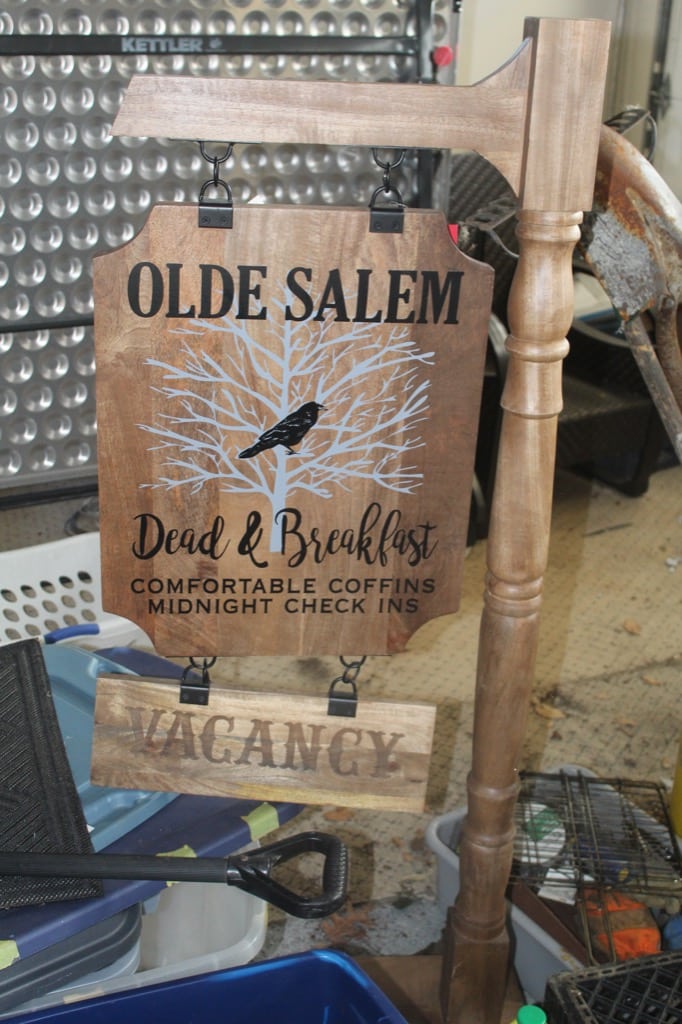 KETTLER
OLDE SALEM
Dead & Breakfast
COMFORTABLE COFFINS
MIDNIGHT CHECK INS
VACANCY